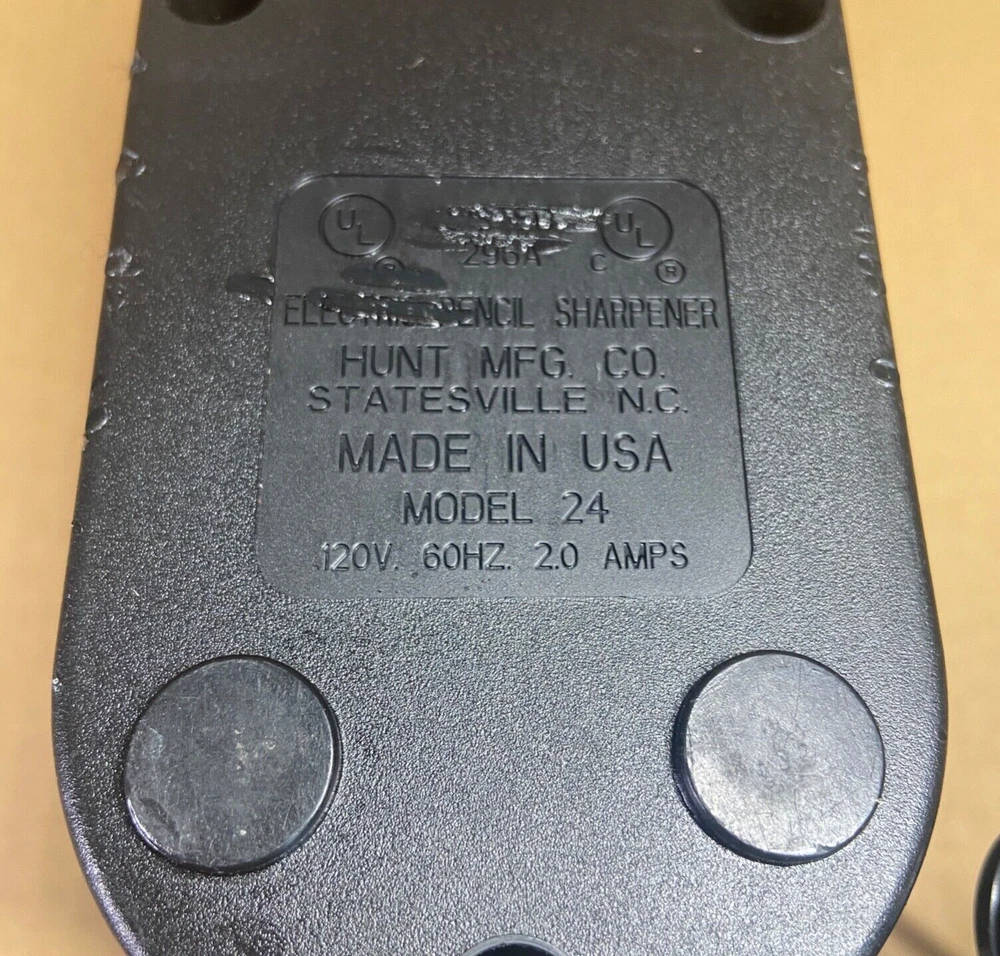 UL UL
296A C
® ®
ELECTRIC PENCIL SHARPENER
HUNT MFG. CO.
STATESVILLE N.C.
MADE IN USA
MODEL 24
120V. 60HZ. 2.0 AMPS